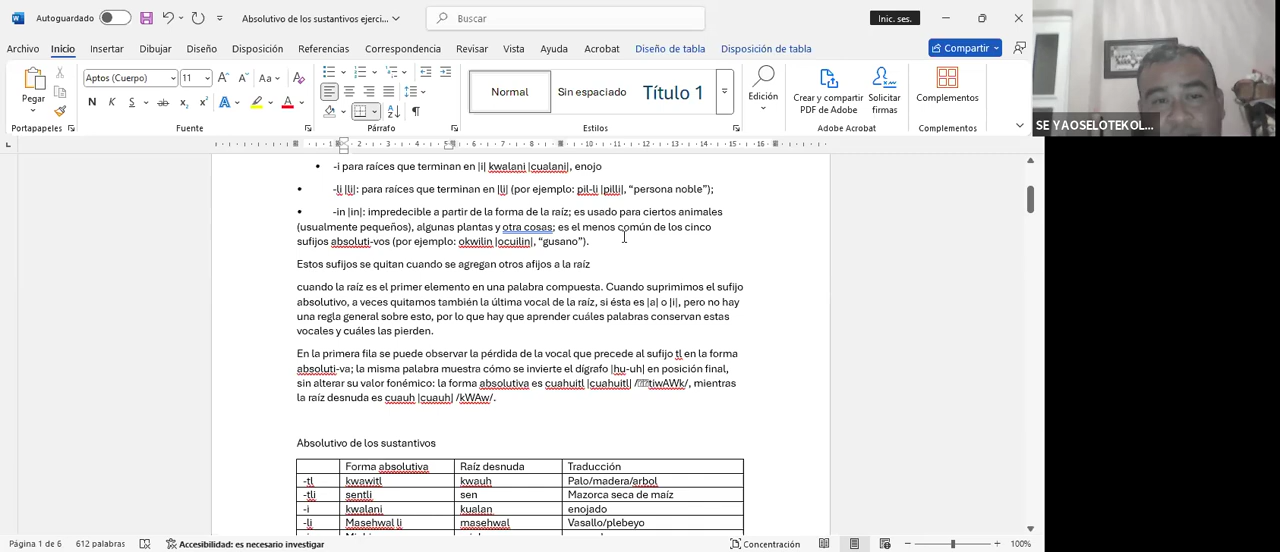 Autoguardado
Absolutivo de los sustantivos ejerci...
Buscar
Inic. ses.
Archivo Inicio Insertar Dibujar Diseño Disposición Referencias Correspondencia Revisar Vista Ayuda Acrobat Diseño de tabla Disposición de tabla
Compartir
Aptos (Cuerpo) 11
Pegar
N K S
Normal
Sin espaciado
Título 1
Edición
Crear y compartir PDF de Adobe
Solicitar firmas
Complementos
Portapapeles Fuente Párrafo Estilos Adobe Acrobat Complementos
SE YAOSELOTEKOL...
• -i para raíces que terminan en |i| kwalani |cualani|, enojo
• -li |li|: para raíces que terminan en |li| (por ejemplo: pil-li |pilli|, “persona noble”);
• -in |in|: impredecible a partir de la forma de la raíz; es usado para ciertos animales
(usualmente pequeños), algunas plantas y otra cosas; es el menos común de los cinco
sufijos absoluti-vos (por ejemplo: okwilin |ocuilin|, “gusano”).
Estos sufijos se quitan cuando se agregan otros afijos a la raíz
cuando la raíz es el primer elemento en una palabra compuesta. Cuando suprimimos el sufijo
absolutivo, a veces quitamos también la última vocal de la raíz, si ésta es |a| o |i|, pero no hay
una regla general sobre esto, por lo que hay que aprender cuáles palabras conservan estas
vocales y cuáles las pierden.
En la primera fila se puede observar la pérdida de la vocal que precede al sufijo tl en la forma
absoluti-va; la misma palabra muestra cómo se invierte el dígrafo |hu-uh| en posición final,
sin alterar su valor fonémico: la forma absolutiva es cuahuitl |cuahuitl| /tiwAWk/, mientras
la raíz desnuda es cuauh |cuauh| /kWAw/.
Absolutivo de los sustantivos
Forma absolutiva Raíz desnuda Traducción
-tl kwawitl kwauh Palo/madera/arbol
-tli sentli sen Mazorca seca de maíz
-i kwalani kualan enojado
-li Masehwal li masehwal Vasallo/plebeyo
Página 1 de 6 612 palabras Accesibilidad: es necesario investigar Concentración 100%